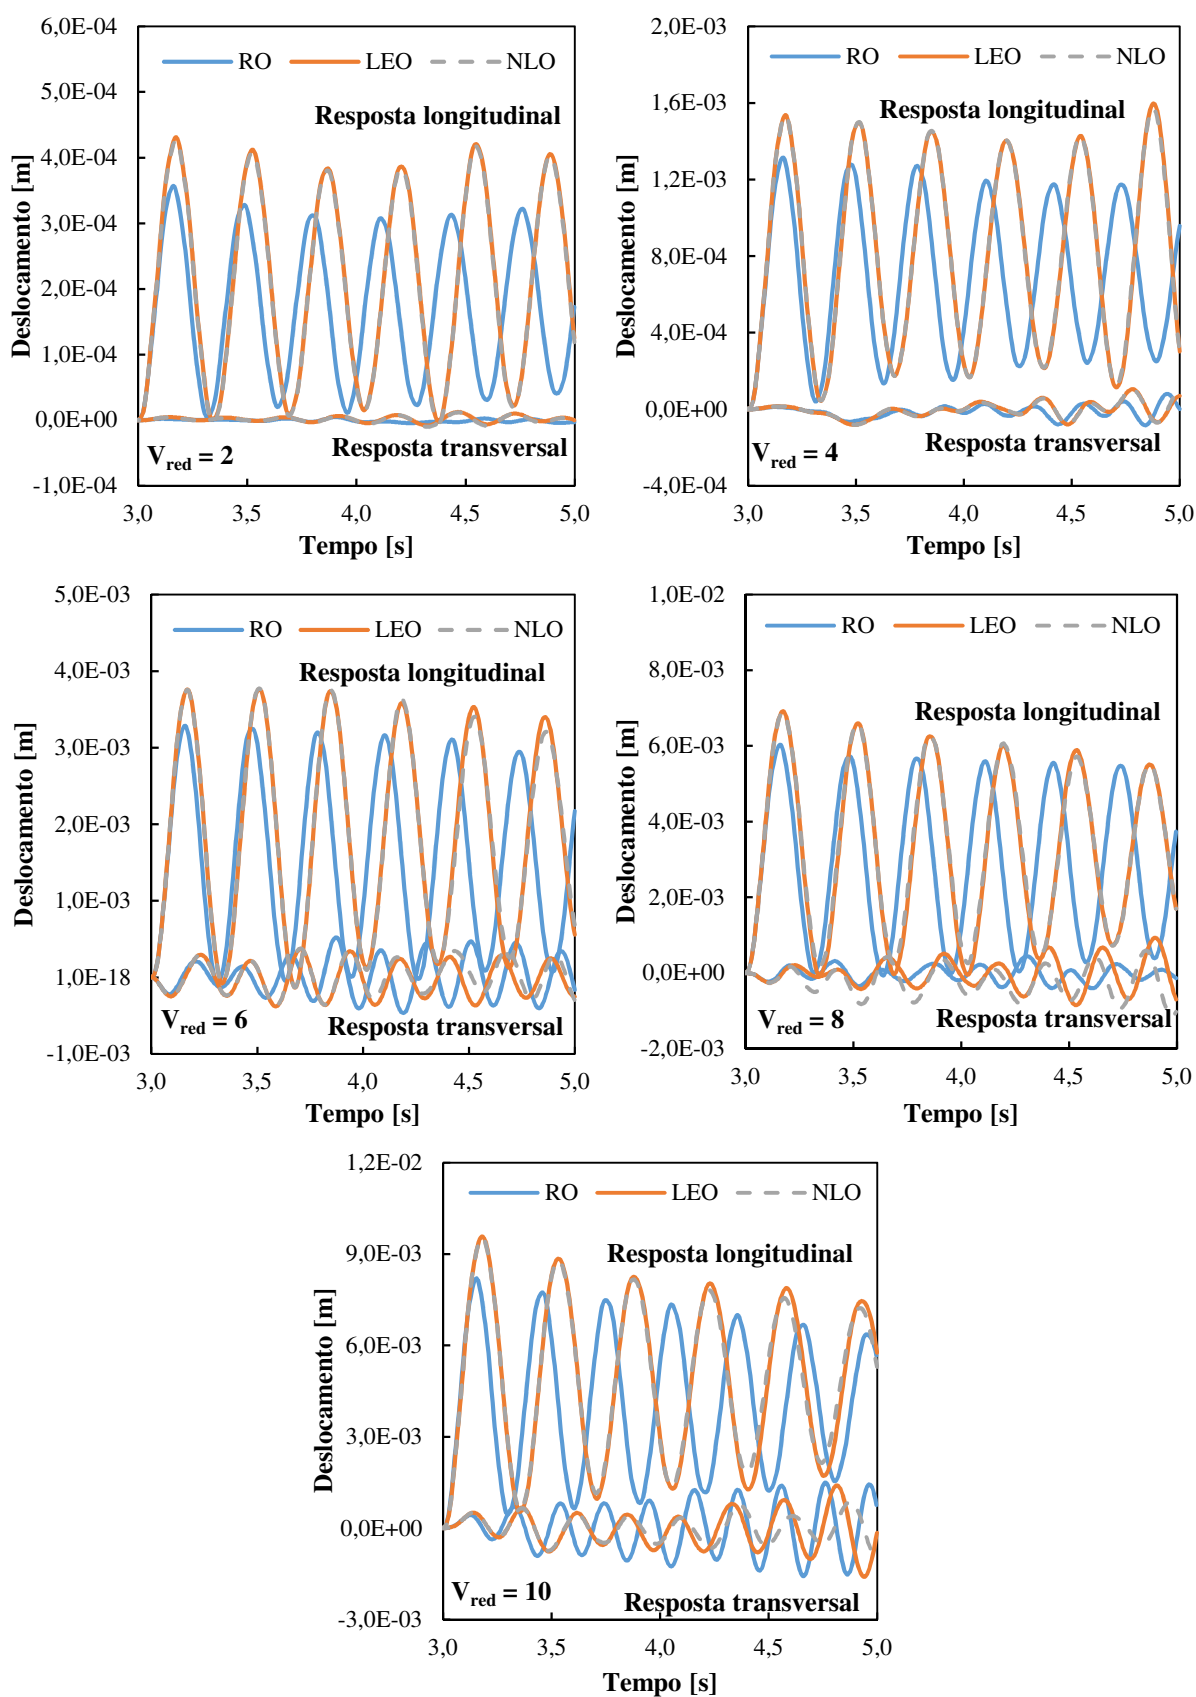 6,0E-04
5,0E-04
4,0E-04
3,0E-04
2,0E-04
1,0E-04
0,0E+00
-1,0E-04
Deslocamento [m]
RO LEO NLO
Resposta longitudinal
Resposta transversal
V_red = 2
3,0 3,5 4,0 4,5 5,0
Tempo [s]
2,0E-03
1,6E-03
1,2E-03
8,0E-04
4,0E-04
0,0E+00
-4,0E-04
Deslocamento [m]
RO LEO NLO
Resposta longitudinal
Resposta transversal
V_red = 4
3,0 3,5 4,0 4,5 5,0
Tempo [s]
5,0E-03
4,0E-03
3,0E-03
2,0E-03
1,0E-03
1,0E-18
-1,0E-03
Deslocamento [m]
RO LEO NLO
Resposta longitudinal
V_red = 6
Resposta transversal
3,0 3,5 4,0 4,5 5,0
Tempo [s]
1,0E-02
8,0E-03
6,0E-03
4,0E-03
2,0E-03
0,0E+00
-2,0E-03
Deslocamento [m]
RO LEO NLO
Resposta longitudinal
V_red = 8
Resposta transversal
3,0 3,5 4,0 4,5 5,0
Tempo [s]
1,2E-02
9,0E-03
6,0E-03
3,0E-03
0,0E+00
-3,0E-03
Deslocamento [m]
RO LEO NLO
Resposta longitudinal
V_red = 10
Resposta transversal
3,0 3,5 4,0 4,5 5,0
Tempo [s]